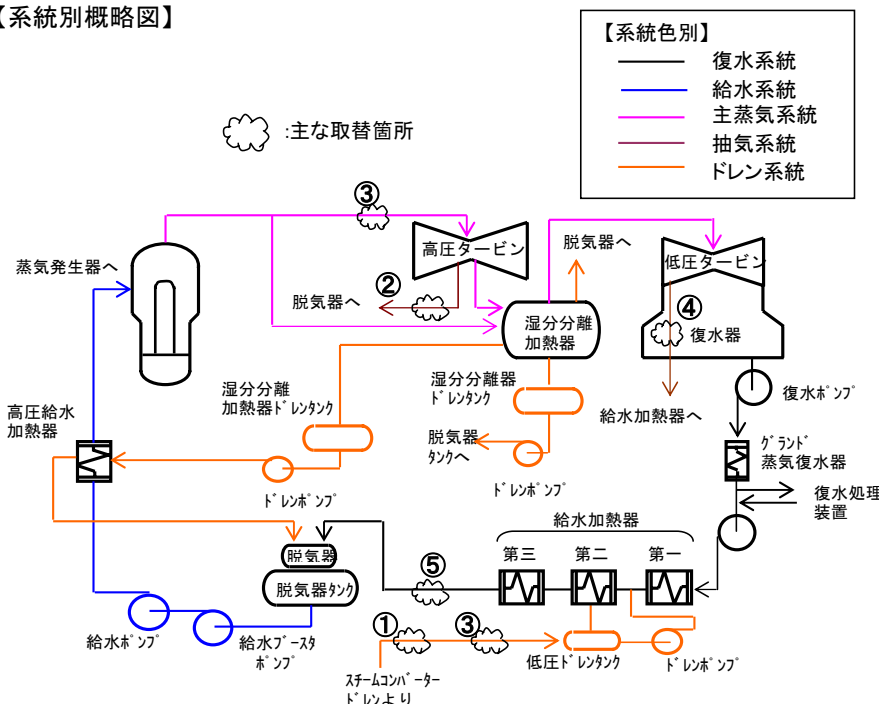 【系統別概略図】
【系統色別】
復水系統
給水系統
主蒸気系統
抽気系統
ドレン系統
:主な取替箇所
③
高圧タービン
脱気器へ
低圧タービン
蒸気発生器へ
②
脱気器へ
④
湿分分離
加熱器
復水器
湿分分離
加熱器ドレンタンク
湿分分離器
ドレンタンク
給水加熱器へ
復水ポンプ
高圧給水
加熱器
脱気器
タンクへ
グランド
蒸気復水器
ドレンポンプ
ドレンポンプ
復水処理
装置
給水加熱器
脱気器
第三
第二
第一
脱気器タンク
⑤
給水ポンプ
給水ブースタ
ポンプ
①
③
低圧ドレンタンク
ドレンポンプ
スチームコンバーター
ドレンより